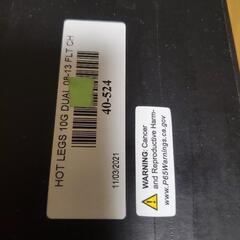 HOT LEGS 10G DUAL 08-13 FLT CH
40-524
11/03/2021
WARNING: Cancer
and Reproductive Harm-
www.P65Warnings.ca.gov